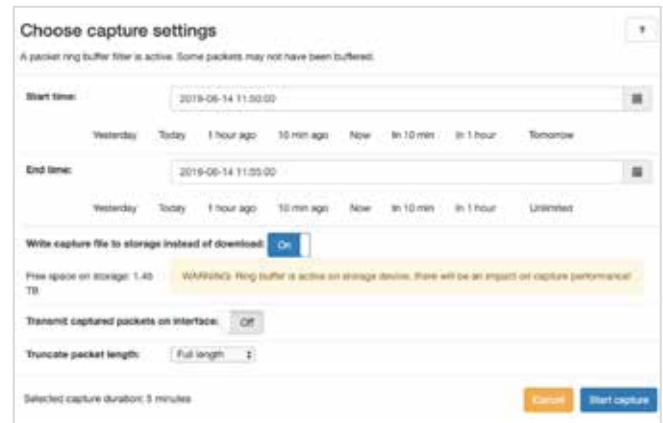 Choose capture settings
?
A packet ring buffer filter is active. Some packets may not have been buffered.
Start time:
2019-06-14 11:50:00
Yesterday Today 1 hour ago 10 min ago Now In 10 min In 1 hour Tomorrow
End time:
2019-06-14 11:55:00
Yesterday Today 1 hour ago 10 min ago Now In 10 min In 1 hour Unlimited
Write capture file to storage instead of download: On
Free space on storage: 1.45
TB
WARNING: Ring buffer is active on storage device, there will be an impact on capture performance!
Transmit captured packets on interface: Off
Truncate packet length: Full length
Selected capture duration: 5 minutes
Cancel Start capture